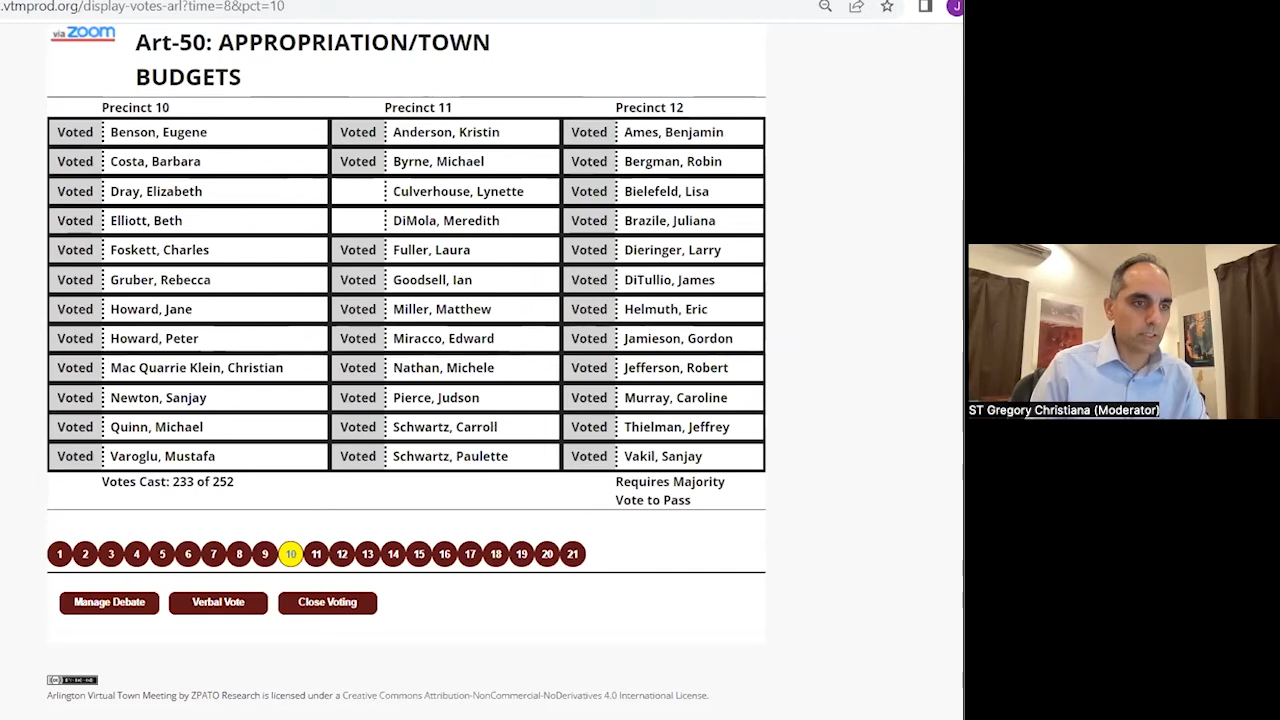 .vtmprod.org/display-votes-arl?time=8&pct=10
J
via zoom
Art-50: APPROPRIATION/TOWN
BUDGETS
Precinct 10 Precinct 11 Precinct 12
Voted Benson, Eugene Voted Anderson, Kristin Voted Ames, Benjamin
Voted Costa, Barbara Voted Byrne, Michael Voted Bergman, Robin
Voted Dray, Elizabeth Culverhouse, Lynette Voted Bielefeld, Lisa
Voted Elliott, Beth DiMola, Meredith Voted Brazile, Juliana
Voted Foskett, Charles Voted Fuller, Laura Voted Dieringer, Larry
Voted Gruber, Rebecca Voted Goodsell, Ian Voted DiTullio, James
Voted Howard, Jane Voted Miller, Matthew Voted Helmuth, Eric
Voted Howard, Peter Voted Miracco, Edward Voted Jamieson, Gordon
Voted Mac Quarrie Klein, Christian Voted Nathan, Michele Voted Jefferson, Robert
Voted Newton, Sanjay Voted Pierce, Judson Voted Murray, Caroline
Voted Quinn, Michael Voted Schwartz, Carroll Voted Thielman, Jeffrey
Voted Varoglu, Mustafa Voted Schwartz, Paulette Voted Vakil, Sanjay
Votes Cast: 233 of 252 Requires Majority
Vote to Pass
1 2 3 4 5 6 7 8 9 10 11 12 13 14 15 16 17 18 19 20 21
Manage Debate Verbal Vote Close Voting
Arlington Virtual Town Meeting by ZPATO Research is licensed under a Creative Commons Attribution-NonCommercial-NoDerivatives 4.0 International License.
ST Gregory Christiana (Moderator)